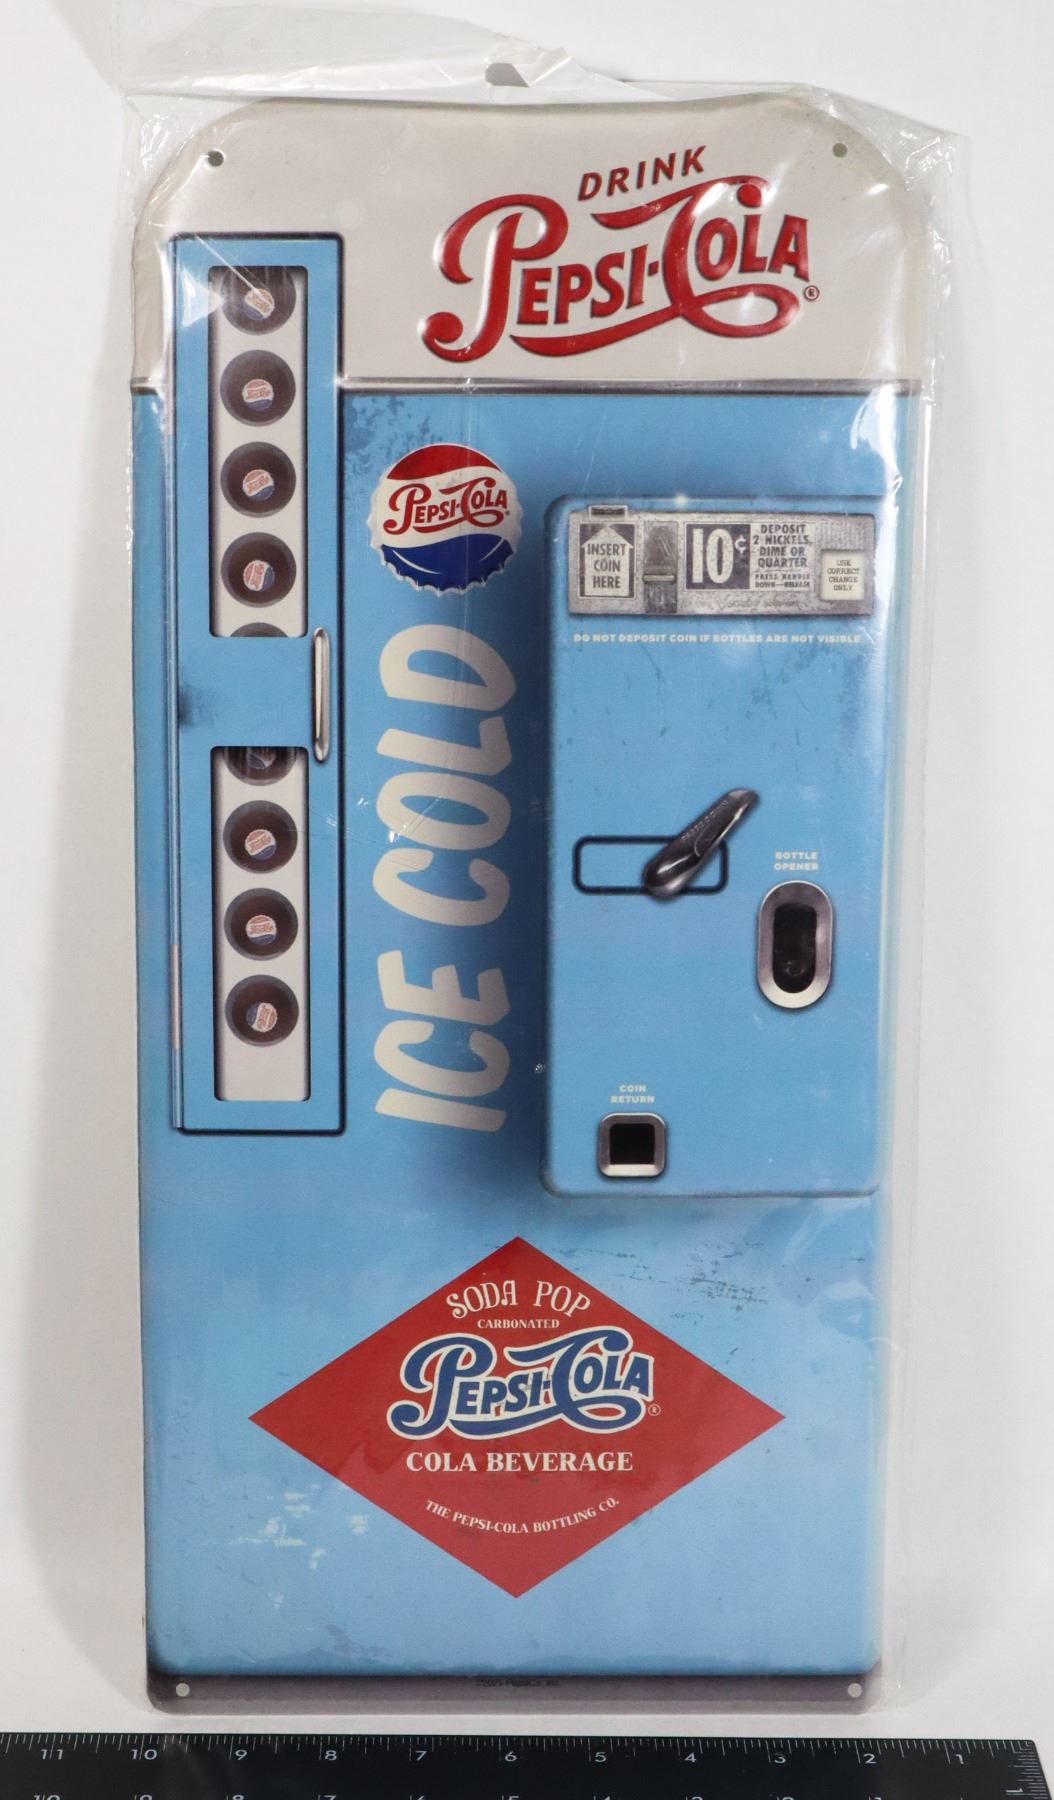 DRINK
PEPSI-COLA®
PEPSI-COLA
ICE COLD
INSERT
COIN
HERE
10¢
DEPOSIT
2 NICKELS,
DIME OR
QUARTER
PRESS HANDLE
DOWN—RELEASE
USE
CORRECT
CHANGE
ONLY
DO NOT DEPOSIT COIN IF BOTTLES ARE NOT VISIBLE
PRESS DOWN
BOTTLE
OPENER
COIN
RETURN
SODA POP
CARBONATED
PEPSI-COLA®
COLA BEVERAGE
THE PEPSI-COLA BOTTLING CO.
11 10 9 8 7 6 5 4 3 2 1